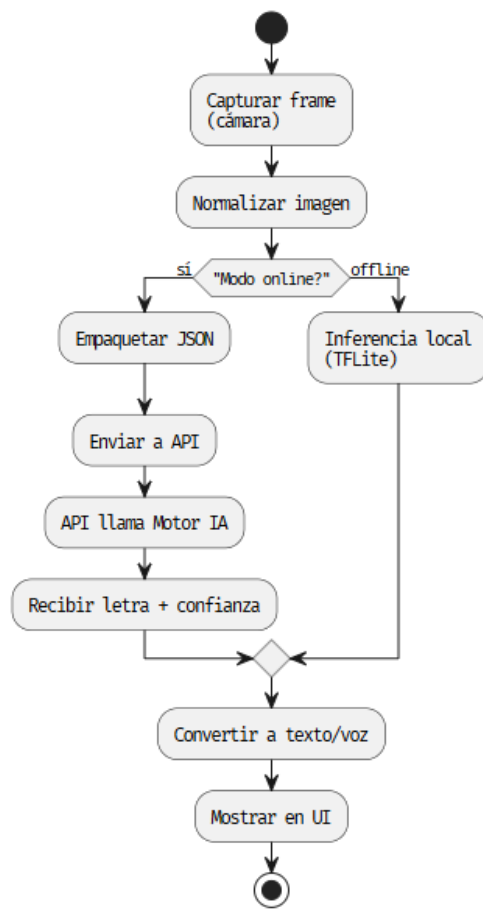 Capturar frame
(cámara)
Normalizar imagen
sí
"Modo online?"
offline
Empaquetar JSON
Inferencia local
(TFLite)
Enviar a API
API llama Motor IA
Recibir letra + confianza
Convertir a texto/voz
Mostrar en UI